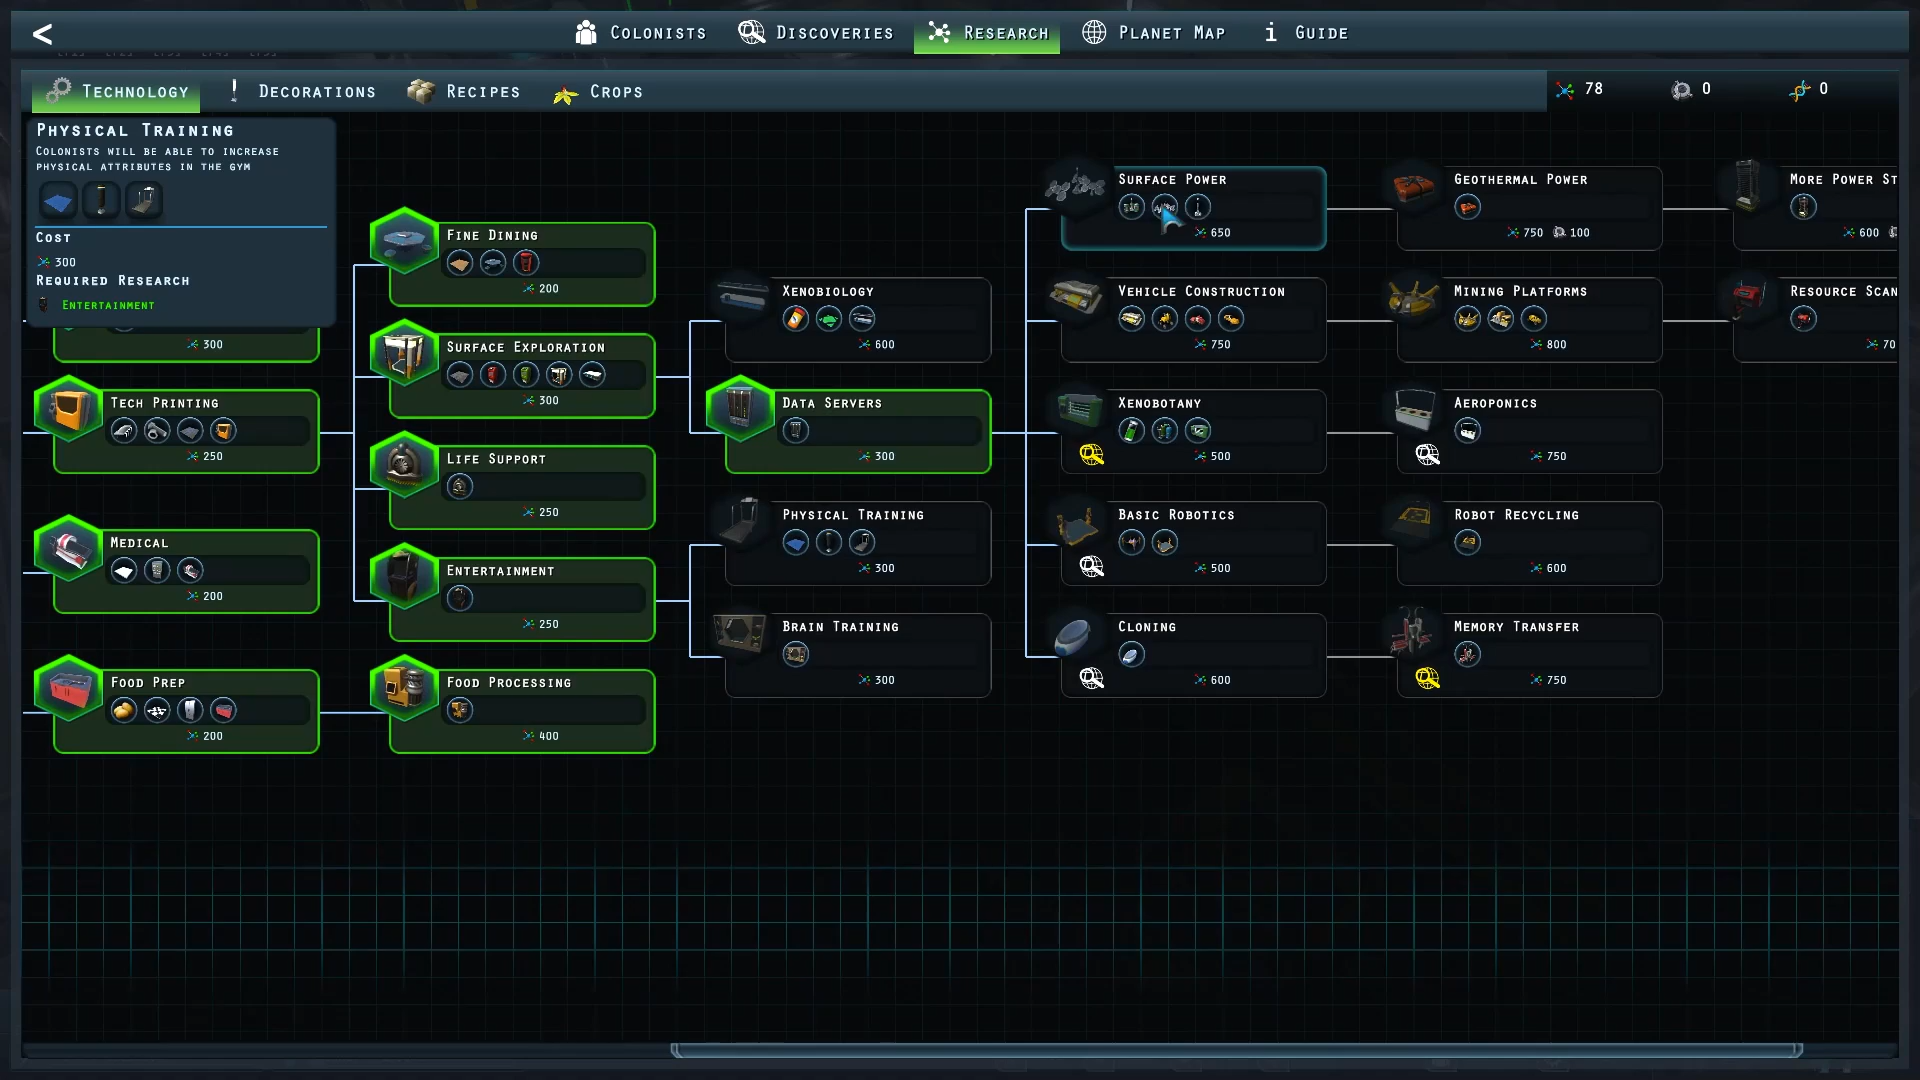 <
Colonists
Discoveries
Research
Planet Map
i Guide
Technology
Decorations
Recipes
Crops
78
0
0
Physical Training
Colonists will be able to increase
physical attributes in the gym
Cost
300
Required Research
Entertainment
300
Tech Printing
250
Medical
200
Food Prep
200
Fine Dining
200
Surface Exploration
300
Life Support
250
Entertainment
250
Food Processing
400
Xenobiology
600
Data Servers
300
Physical Training
300
Brain Training
300
Surface Power
650
Vehicle Construction
750
Xenobotany
500
Basic Robotics
500
Cloning
600
Geothermal Power
750 100
Mining Platforms
800
Aeroponics
750
Robot Recycling
600
Memory Transfer
750
More Power St
600
Resource Scan
70